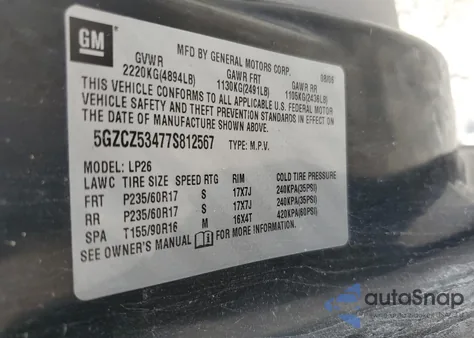 GM
MFD BY GENERAL MOTORS CORP.
GVWR GAWR FRT GAWR RR
2220KG(4894LB) 1130KG(2491LB) 1105KG(2436LB)
THIS VEHICLE CONFORMS TO ALL APPLICABLE U.S. FEDERAL MOTOR
VEHICLE SAFETY AND THEFT PREVENTION STANDARDS IN EFFECT ON
THE DATE OF MANUFACTURE SHOWN ABOVE.
5GZCZ53477S812567 TYPE: M.P.V.
MODEL: LP26
LAWC TIRE SIZE SPEED RTG RIM COLD TIRE PRESSURE
FRT P235/60R17 S 17X7J 240KPA(35PSI)
RR P235/60R17 S 17X7J 240KPA(35PSI)
SPA T155/90R16 M 16X4T 420KPA(60PSI)
SEE OWNER'S MANUAL FOR MORE INFORMATION.
autoSnap